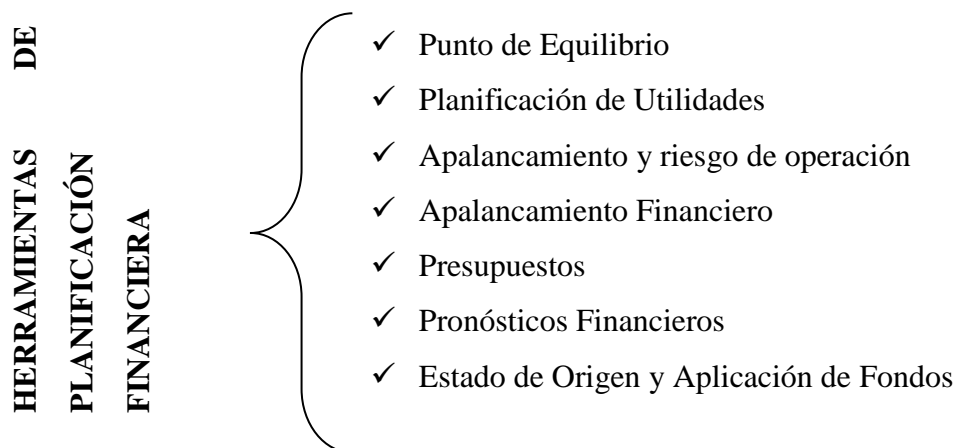 HERRAMIENTAS DE
PLANIFICACIÓN
FINANCIERA
✓ Punto de Equilibrio
✓ Planificación de Utilidades
✓ Apalancamiento y riesgo de operación
✓ Apalancamiento Financiero
✓ Presupuestos
✓ Pronósticos Financieros
✓ Estado de Origen y Aplicación de Fondos